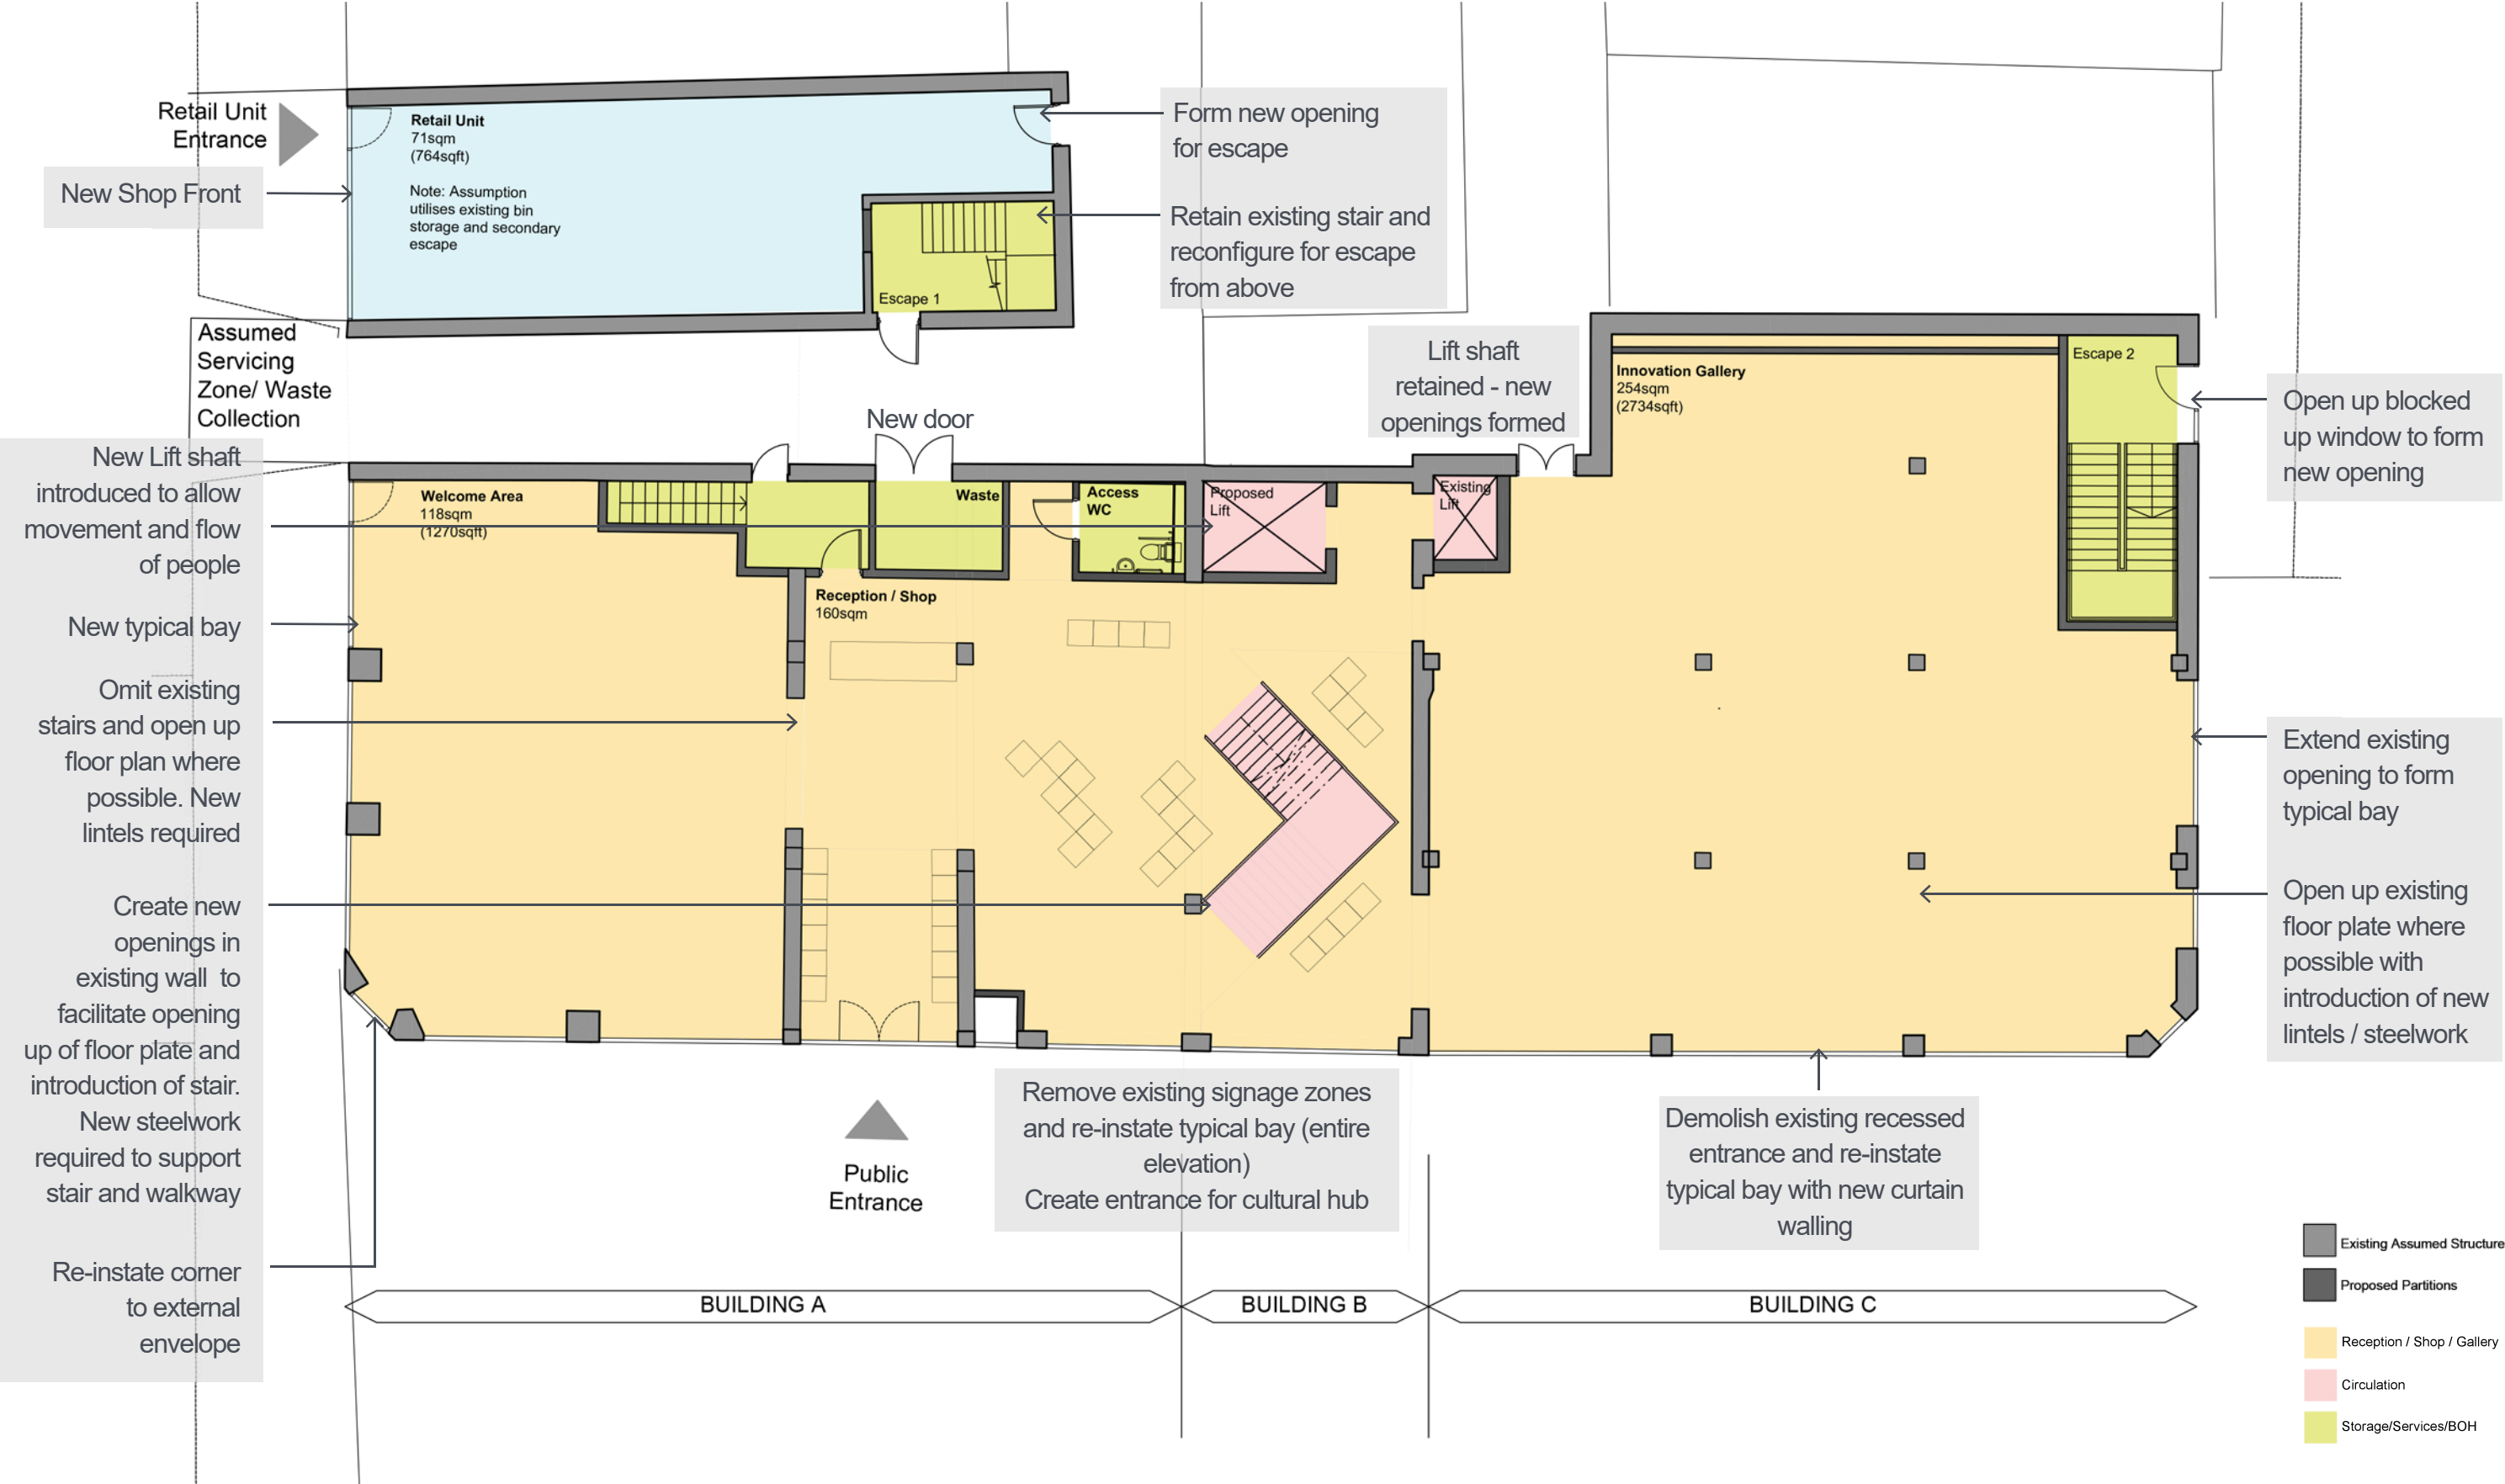 Retail Unit
Entrance
New Shop Front
Retail Unit
71sqm
(764sqft)
Note: Assumption
utilises existing bin
storage and secondary
escape
Escape 1
Form new opening
for escape
Retain existing stair and
reconfigure for escape
from above
Assumed
Servicing
Zone/ Waste
Collection
New door
Lift shaft
retained - new
openings formed
Innovation Gallery
254sqm
(2734sqft)
Escape 2
Open up blocked
up window to form
new opening
New Lift shaft
introduced to allow
movement and flow
of people
New typical bay
Omit existing
stairs and open up
floor plan where
possible. New
lintels required
Create new
openings in
existing wall to
facilitate opening
up of floor plate and
introduction of stair.
New steelwork
required to support
stair and walkway
Re-instate corner
to external
envelope
Welcome Area
118sqm
(1270sqft)
Waste
Access
WC
Proposed
Lift
Existing
Lift
Reception / Shop
160sqm
Extend existing
opening to form
typical bay
Open up existing
floor plate where
possible with
introduction of new
lintels / steelwork
Public
Entrance
Remove existing signage zones
and re-instate typical bay (entire
elevation)
Create entrance for cultural hub
Demolish existing recessed
entrance and re-instate
typical bay with new curtain
walling
BUILDING A
BUILDING B
BUILDING C
Existing Assumed Structure
Proposed Partitions
Reception / Shop / Gallery
Circulation
Storage/Services/BOH